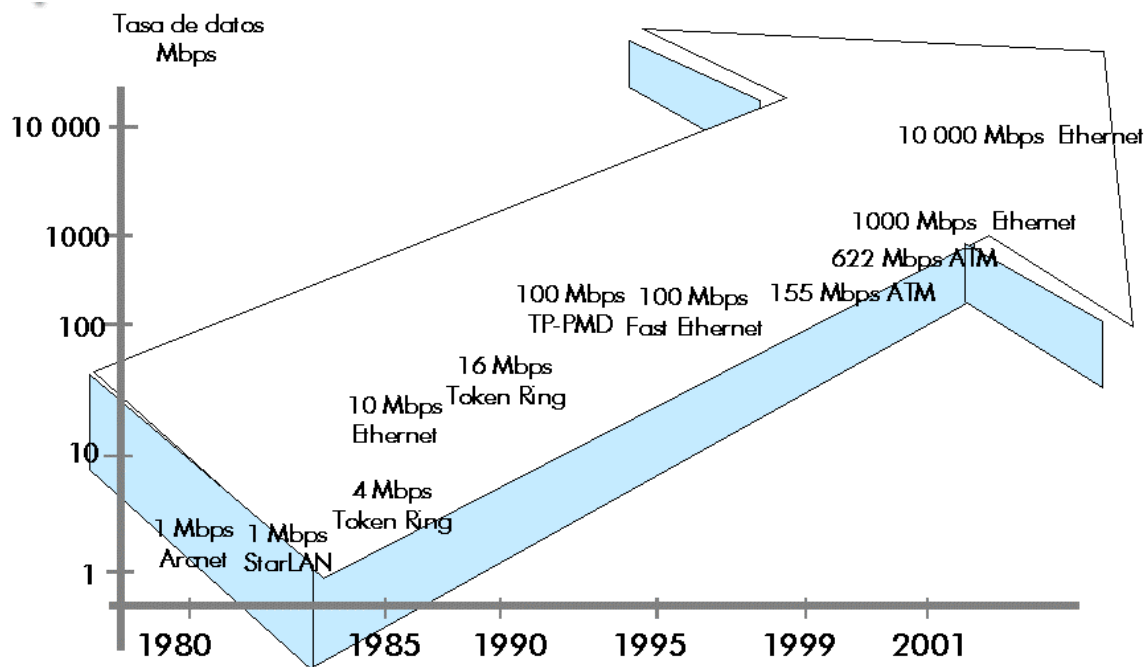 Tasa de datos
Mbps
10 000
10 000 Mbps Ethernet
1000
1000 Mbps Ethernet
622 Mbps ATM
155 Mbps ATM
100 Mbps
TP-PMD
100 Mbps
Fast Ethernet
100
16 Mbps
Token Ring
10 Mbps
Ethernet
10
4 Mbps
Token Ring
1 Mbps
Arcnet
1 Mbps
StarLAN
1
1980 1985 1990 1995 1999 2001